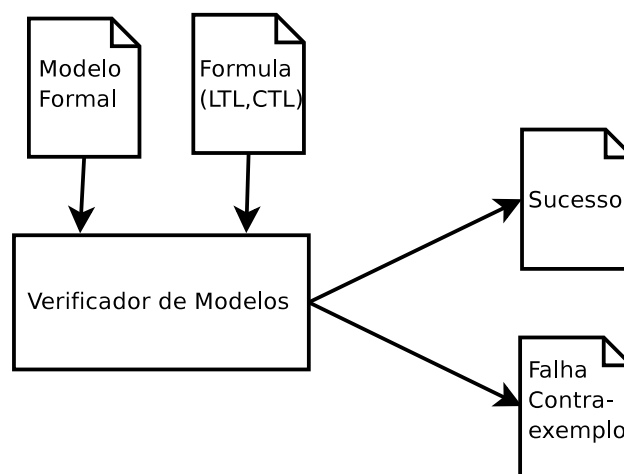 Modelo
Formal
Formula
(LTL,CTL)
Sucesso
Verificador de Modelos
Falha
Contra-
exemplo